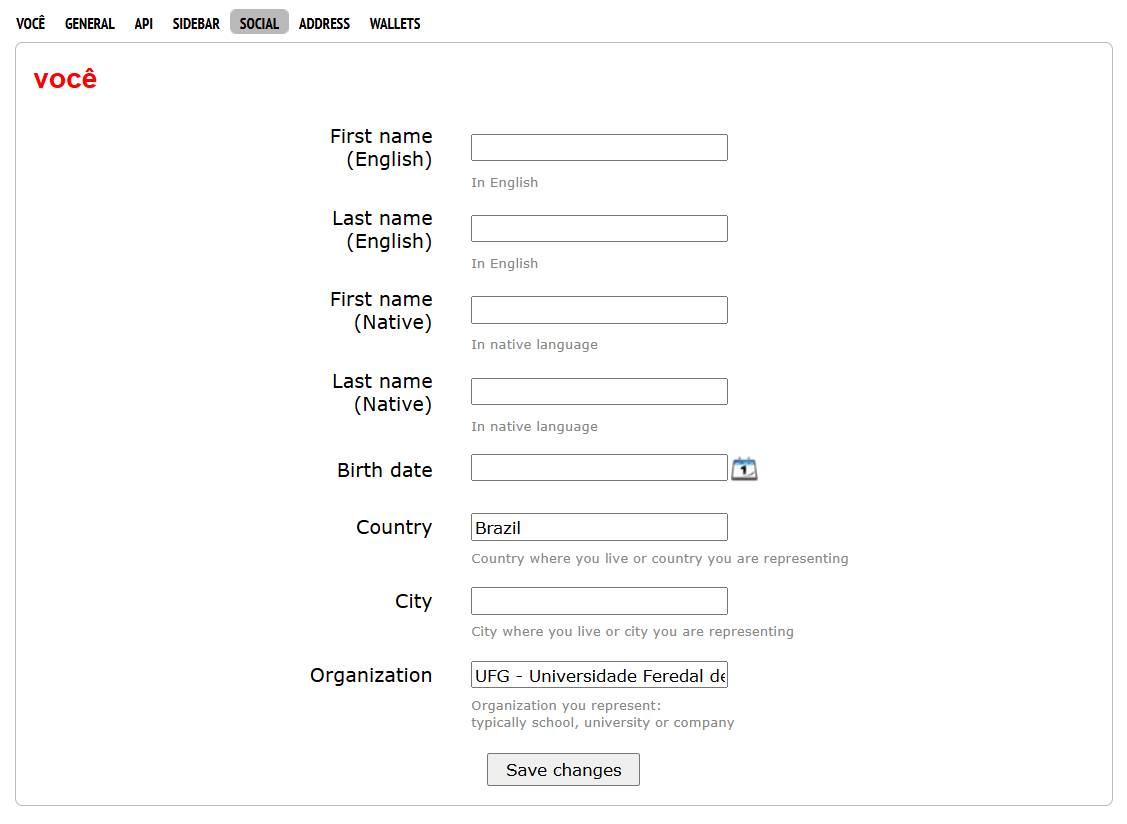 VOCÊ GENERAL API SIDEBAR SOCIAL ADDRESS WALLETS
você
First name
(English)
In English
Last name
(English)
In English
First name
(Native)
In native language
Last name
(Native)
In native language
Birth date
1
Country Brazil
Country where you live or country you are representing
City
City where you live or city you are representing
Organization UFG - Universidade Feredal de
Organization you represent:
typically school, university or company
Save changes